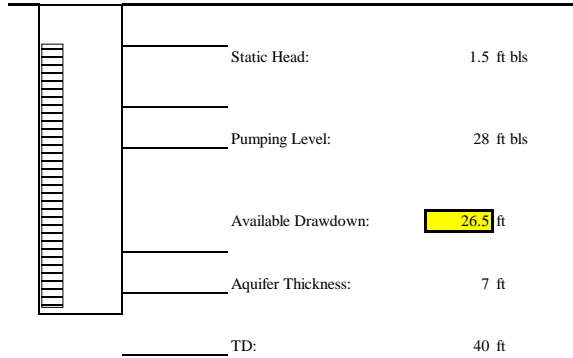 Static Head: 1.5 ft bls
Pumping Level: 28 ft bls
Available Drawdown: 26.5 ft
Aquifer Thickness: 7 ft
TD: 40 ft